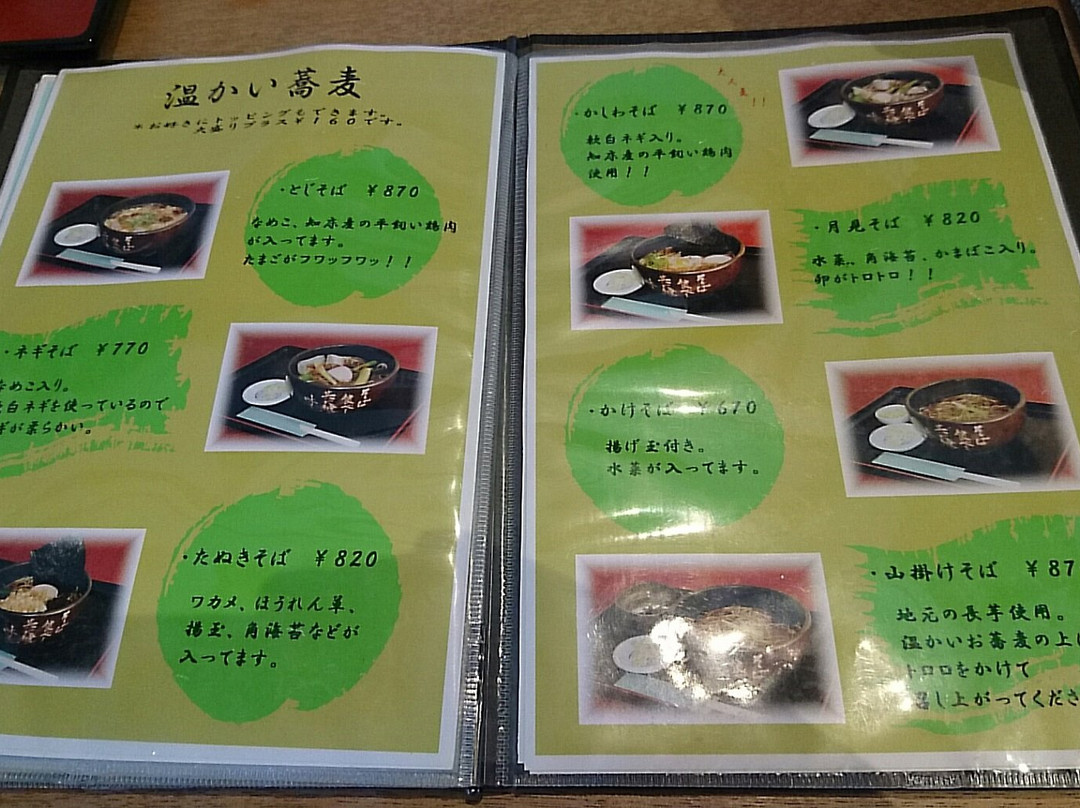 温かい蕎麦
*お好きにトッピングもできます。
大盛りプラス¥160です。
・とじそば ¥870
なめこ、知床産の平飼い鶏肉
が入ってます。
たまごがフワッフワッ!!
・ネギそば ¥770
なめこ入り。
軟白ネギを使っているので
ギが柔らかい。
・たぬきそば ¥820
ワカメ、ほうれん草、
揚玉、角海苔などが
入ってます。
大人気!!
・かしわそば ¥870
軟白ネギ入り。
知床産の平飼い鶏肉
使用!!
・月見そば ¥820
水菜、角海苔、かまぼこ入り。
卵がトロトロ!!
・かけそば ¥670
揚げ玉付き。
水菜が入ってます。
・山掛けそば ¥87
地元の長芋使用。
温かいお蕎麦の上に
トロロをかけて
召し上がってくださ